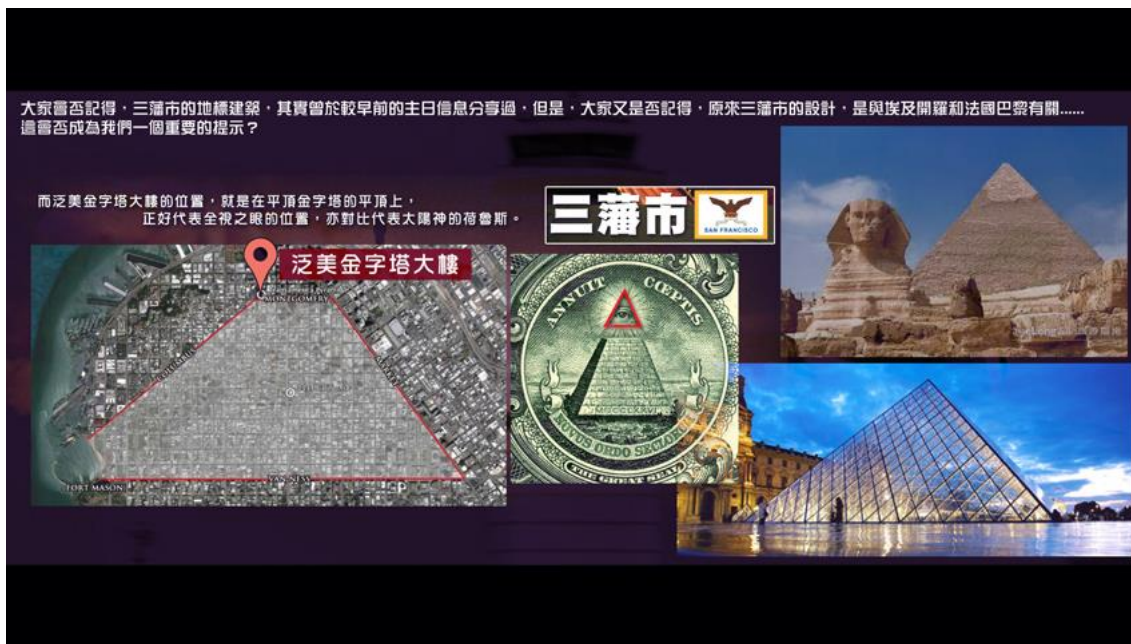 大家會否記得，三藩市的地標建築，其實曾於較早前的主日信息分享過，但是，大家又是否記得，原來三藩市的設計，是與埃及開羅和法國巴黎有關......
這會否成為我們一個重要的提示？
而泛美金字塔大樓的位置，就是在平頂金字塔的平頂上，
正好代表全視之眼的位置，亦對比代表太陽神的荷魯斯。
三藩市
SAN FRANCISCO
泛美金字塔大樓
MONTGOMERY
COLUMBUS
VAN NESS
FORT MASON
ANNUIT CŒPTIS
MDCCLXXVI
NOVUS ORDO SECLOR
THE GREAT SEAL